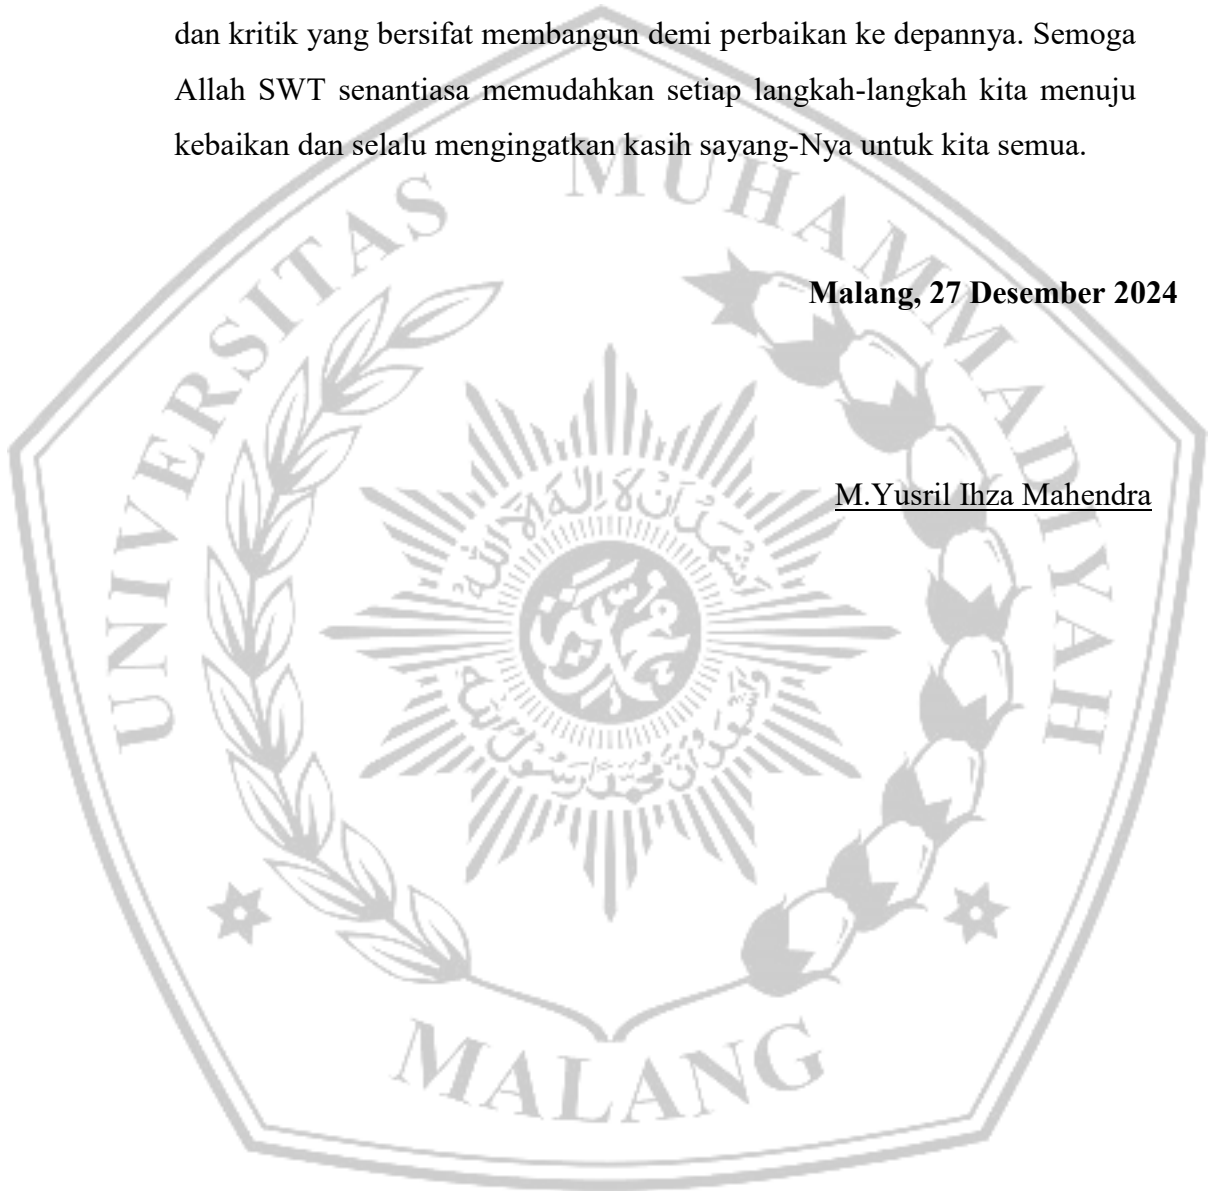 dan kritik yang bersifat membangun demi perbaikan ke depannya. Semoga
Allah SWT senantiasa memudahkan setiap langkah-langkah kita menuju
kebaikan dan selalu mengingatkan kasih sayang-Nya untuk kita semua.
Malang, 27 Desember 2024
M.Yusril Ihza Mahendra
UNIVERSITAS MUHAMMADIYAH
MALANG